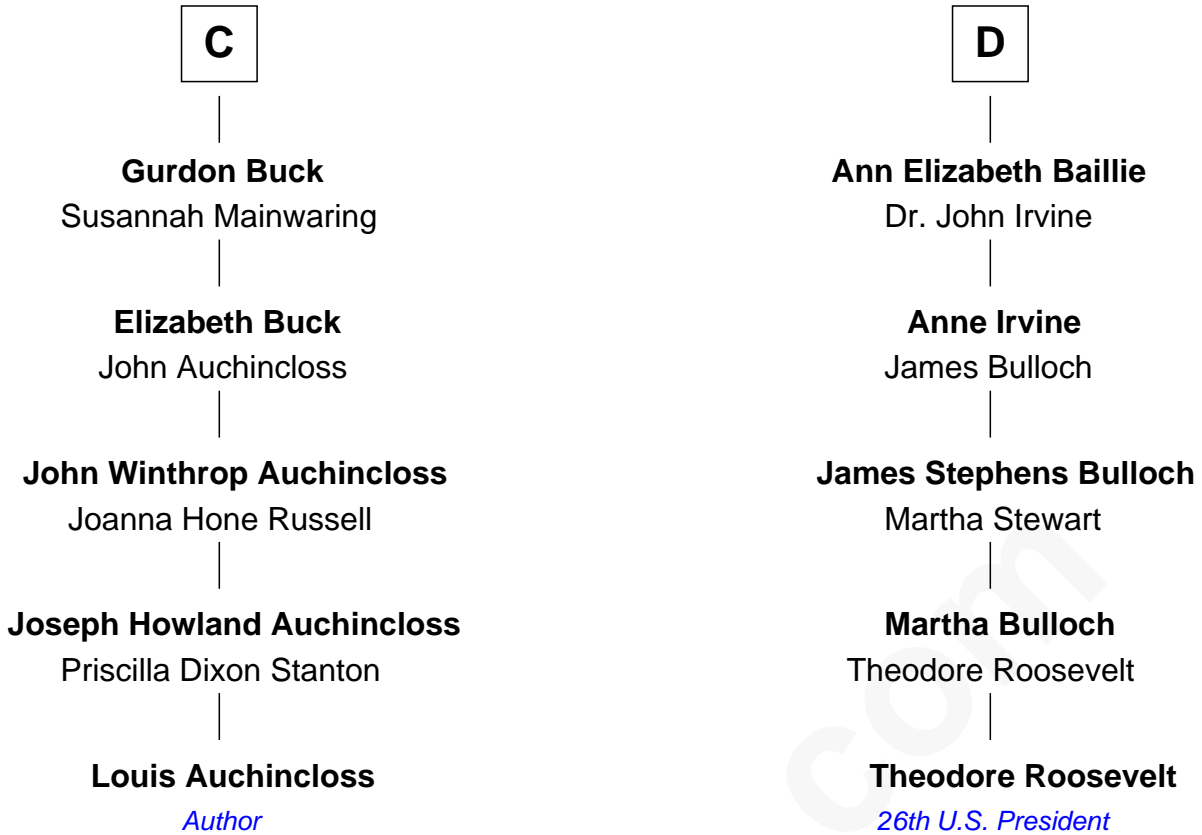 C
Gurdon Buck
Susannah Mainwaring
Elizabeth Buck
John Auchincloss
John Winthrop Auchincloss
Joanna Hone Russell
Joseph Howland Auchincloss
Priscilla Dixon Stanton
Louis Auchincloss
Author
D
Ann Elizabeth Baillie
Dr. John Irvine
Anne Irvine
James Bulloch
James Stephens Bulloch
Martha Stewart
Martha Bulloch
Theodore Roosevelt
Theodore Roosevelt
26th U.S. President
com